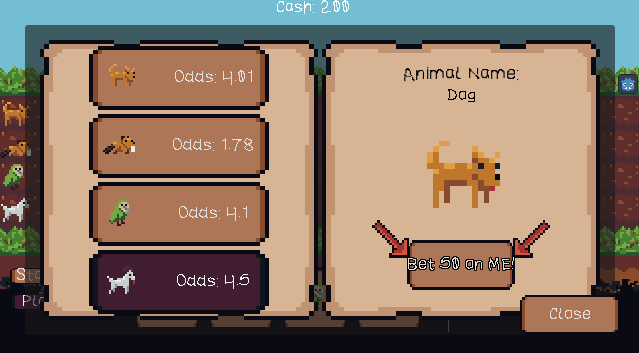 Cash: 200
Odds: 4.01
Odds: 1.78
Odds: 4.1
Odds: 4.5
Animal Name:
Dog
Bet 50 on ME!
Close